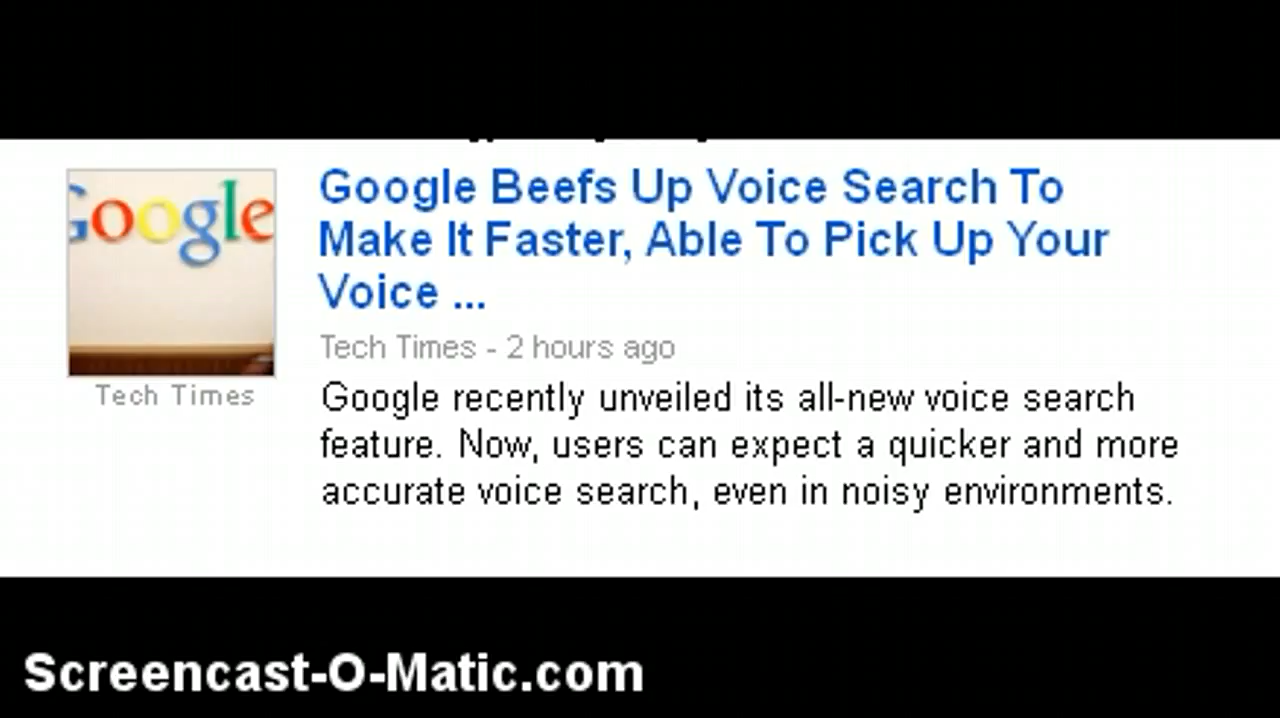 Google
Google Beefs Up Voice Search To
Make It Faster, Able To Pick Up Your
Voice ...
Tech Times - 2 hours ago
Tech Times
Google recently unveiled its all-new voice search
feature. Now, users can expect a quicker and more
accurate voice search, even in noisy environments.
Screencast-O-Matic.com